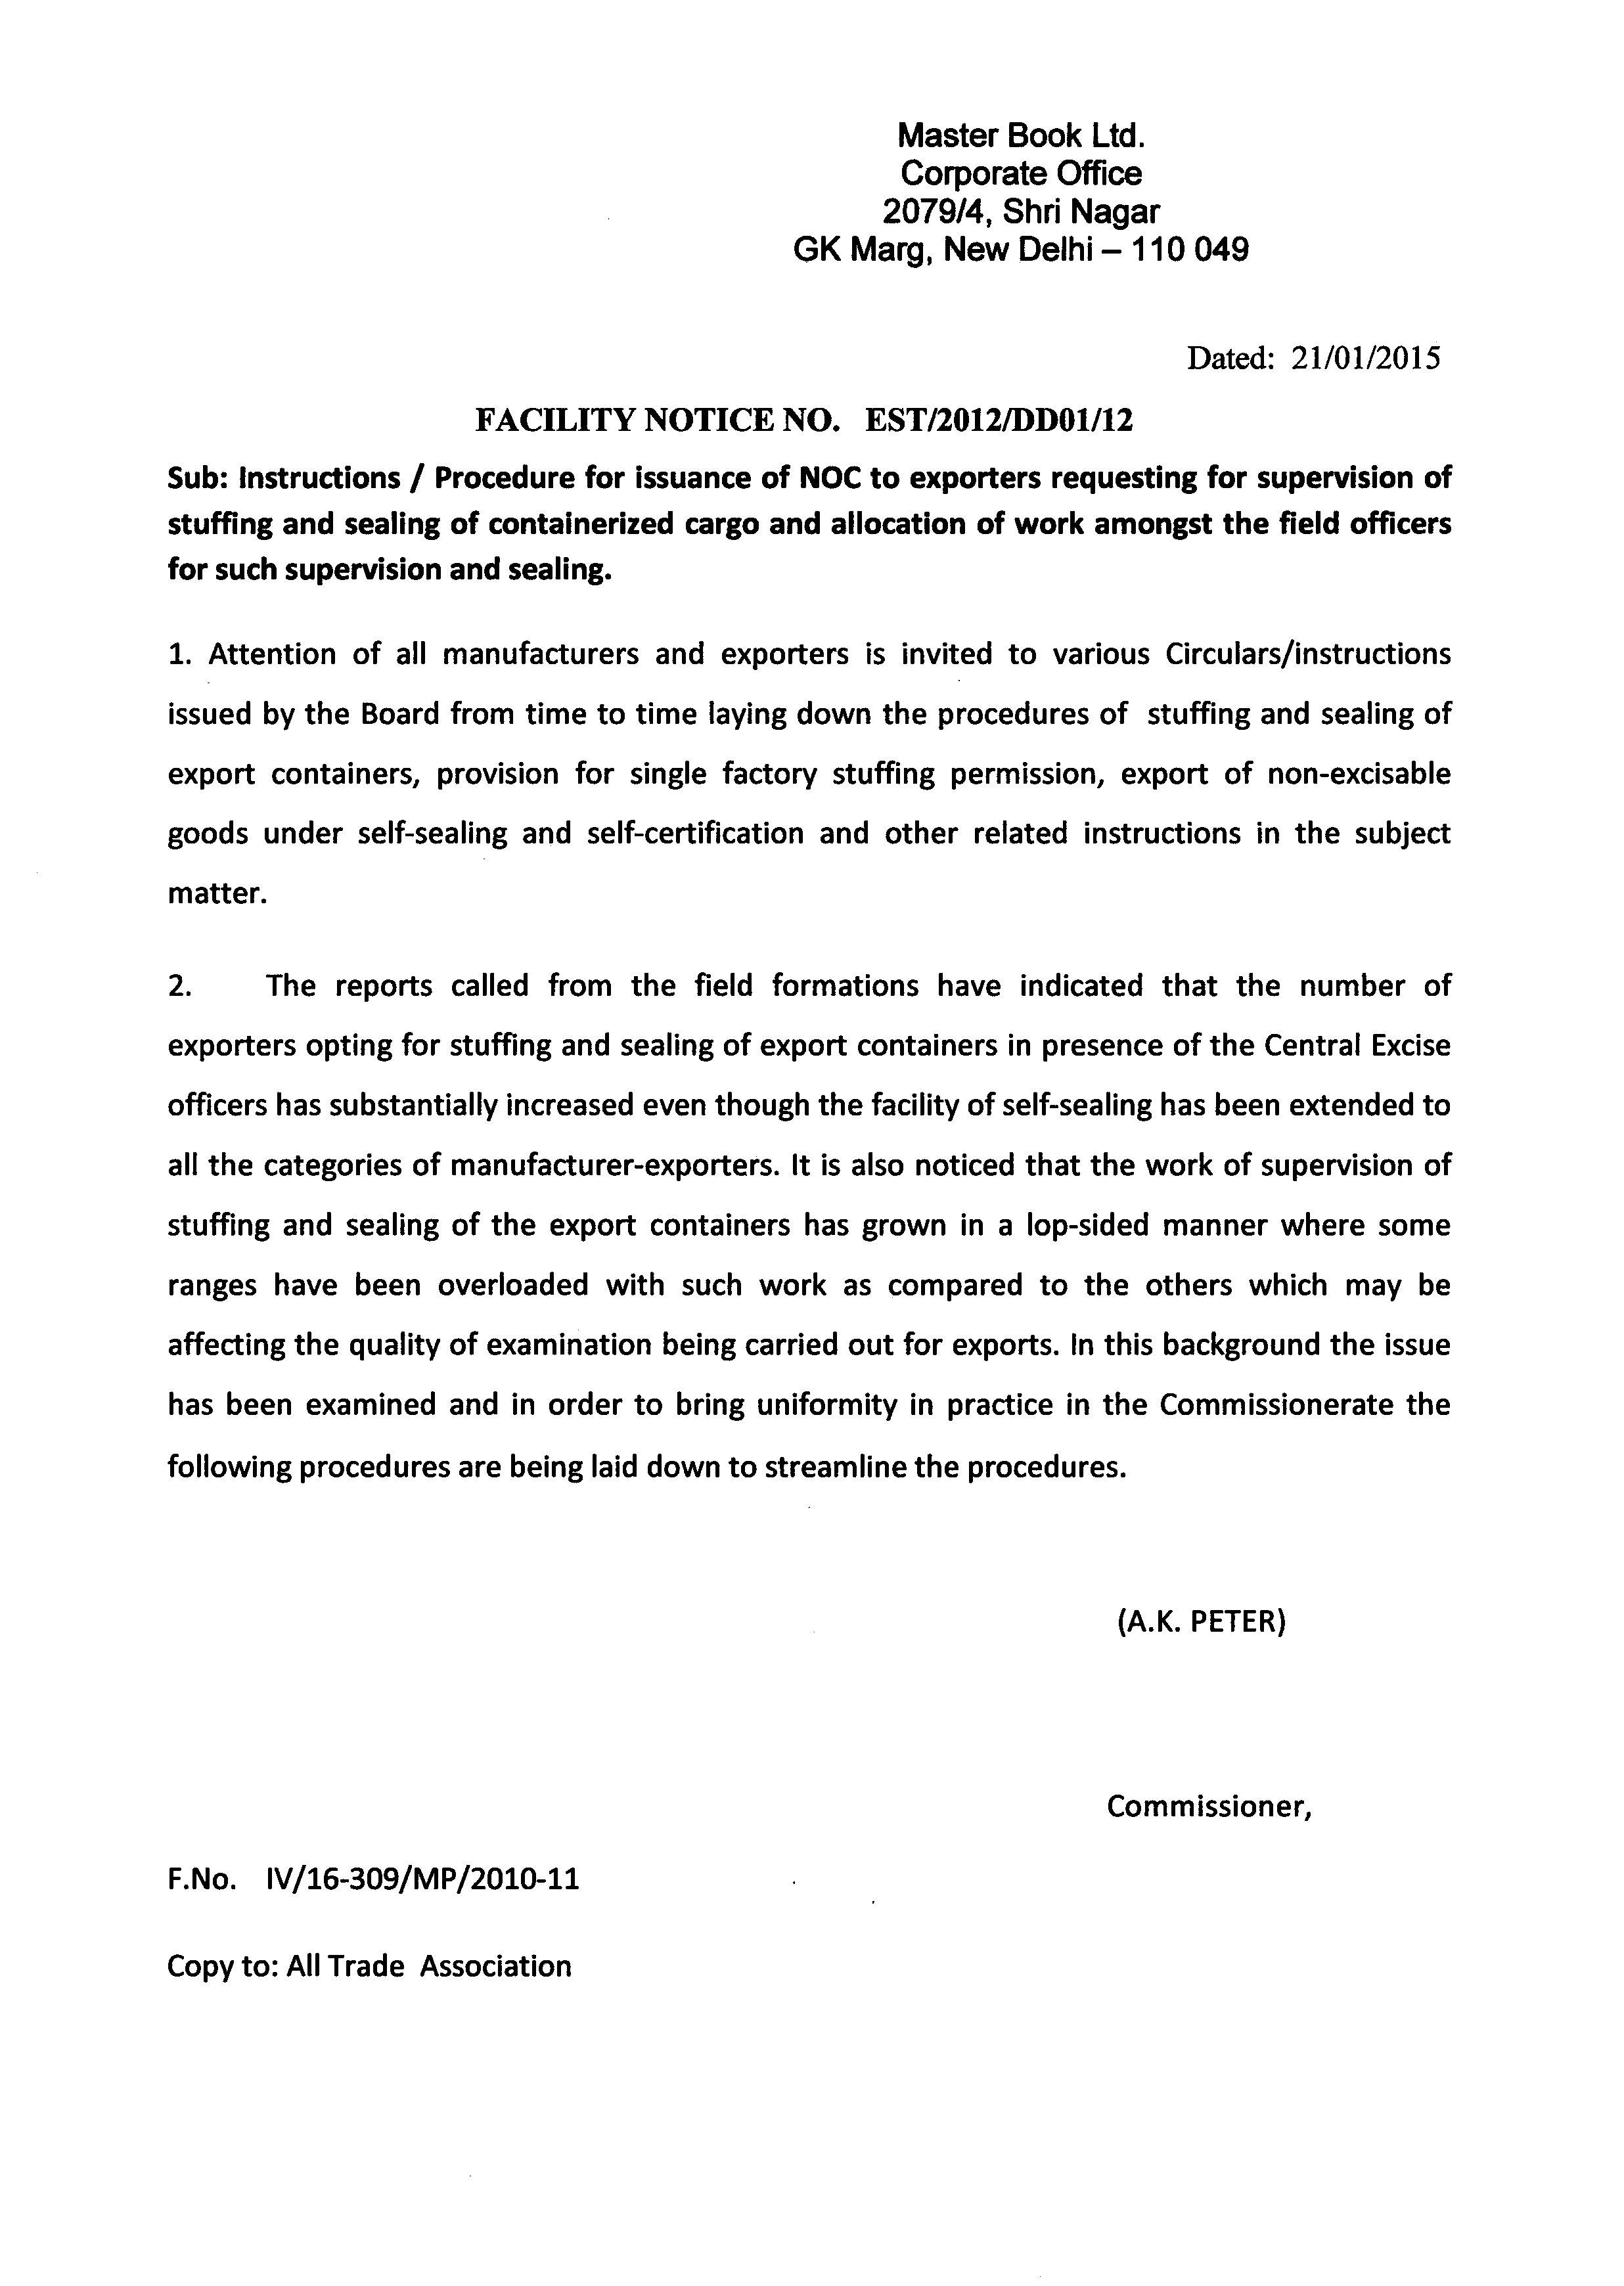 Master Book Ltd.
Corporate Office
2079/4, Shri Nagar
GK Marg, New Delhi – 110 049
Dated: 21/01/2015
FACILITY NOTICE NO. EST/2012/DD01/12
Sub: Instructions / Procedure for issuance of NOC to exporters requesting for supervision of
stuffing and sealing of containerized cargo and allocation of work amongst the field officers
for such supervision and sealing.
1. Attention of all manufacturers and exporters is invited to various Circulars/instructions
issued by the Board from time to time laying down the procedures of stuffing and sealing of
export containers, provision for single factory stuffing permission, export of non-excisable
goods under self-sealing and self-certification and other related instructions in the subject
matter.
2. The reports called from the field formations have indicated that the number of
exporters opting for stuffing and sealing of export containers in presence of the Central Excise
officers has substantially increased even though the facility of self-sealing has been extended to
all the categories of manufacturer-exporters. It is also noticed that the work of supervision of
stuffing and sealing of the export containers has grown in a lop-sided manner where some
ranges have been overloaded with such work as compared to the others which may be
affecting the quality of examination being carried out for exports. In this background the issue
has been examined and in order to bring uniformity in practice in the Commissionerate the
following procedures are being laid down to streamline the procedures.
(A.K. PETER)
Commissioner,
F.No. IV/16-309/MP/2010-11
Copy to: All Trade Association